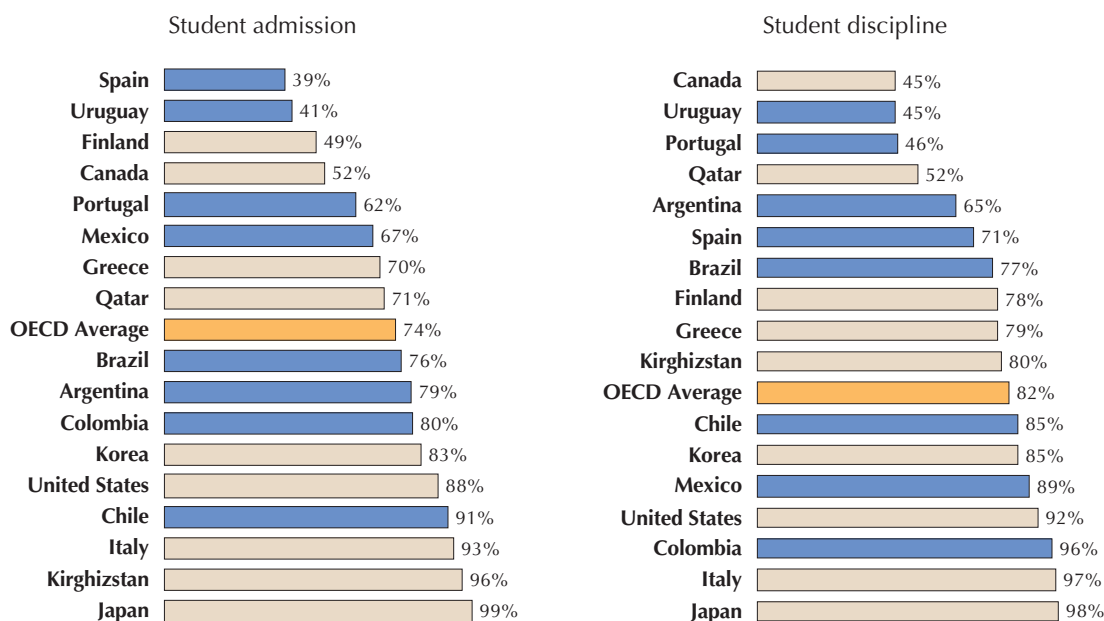 Student admission
Spain 39%
Uruguay 41%
Finland 49%
Canada 52%
Portugal 62%
Mexico 67%
Greece 70%
Qatar 71%
OECD Average 74%
Brazil 76%
Argentina 79%
Colombia 80%
Korea 83%
United States 88%
Chile 91%
Italy 93%
Kirghizstan 96%
Japan 99%
Student discipline
Canada 45%
Uruguay 45%
Portugal 46%
Qatar 52%
Argentina 65%
Spain 71%
Brazil 77%
Finland 78%
Greece 79%
Kirghizstan 80%
OECD Average 82%
Chile 85%
Korea 85%
Mexico 89%
United States 92%
Colombia 96%
Italy 97%
Japan 98%